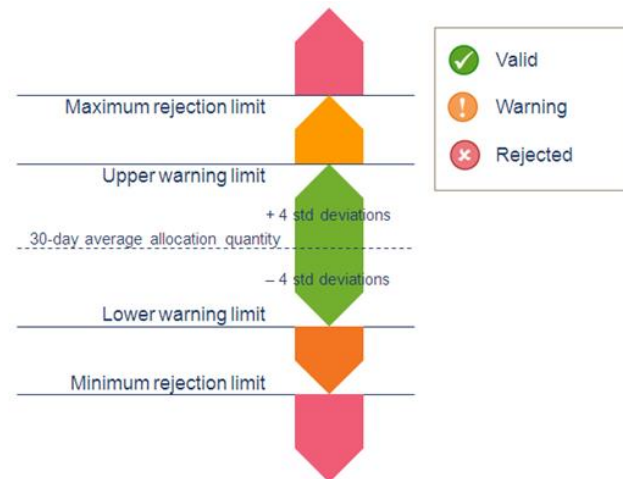 Maximum rejection limit
Upper warning limit
+ 4 std deviations
30-day average allocation quantity
– 4 std deviations
Lower warning limit
Minimum rejection limit
Valid
Warning
Rejected